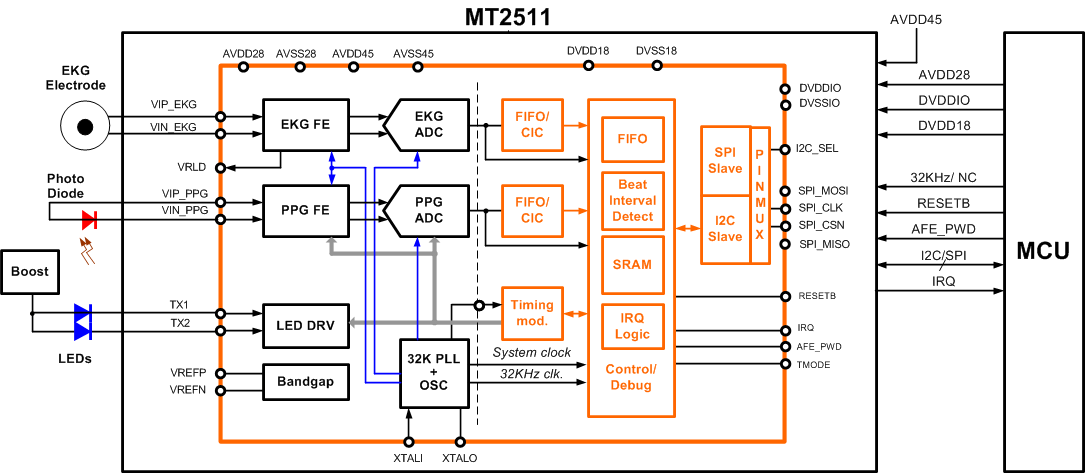 MT2511
AVDD45
AVDD28
AVSS28
AVDD45
AVSS45
DVDD18
DVSS18
EKG
Electrode
VIP_EKG
VIN_EKG
VRLD
Photo
Diode
VIP_PPG
VIN_PPG
Boost
LEDs
TX1
TX2
VREFP
VREFN
EKG FE
EKG
ADC
PPG FE
PPG
ADC
LED DRV
Bandgap
32K PLL
+
OSC
XTALI
XTALO
FIFO/
CIC
FIFO/
CIC
Timing
mod.
System clock
32KHz clk.
FIFO
Beat
Interval
Detect
SRAM
IRQ
Logic
Control/
Debug
SPI
Slave
I2C
Slave
P
I
N
M
U
X
DVDDIO
DVSSIO
I2C_SEL
SPI_MOSI
SPI_CLK
SPI_CSN
SPI_MISO
RESETB
IRQ
AFE_PWD
TMODE
AVDD28
DVDDIO
DVDD18
32KHz/ NC
RESETB
AFE_PWD
I2C/SPI
IRQ
MCU